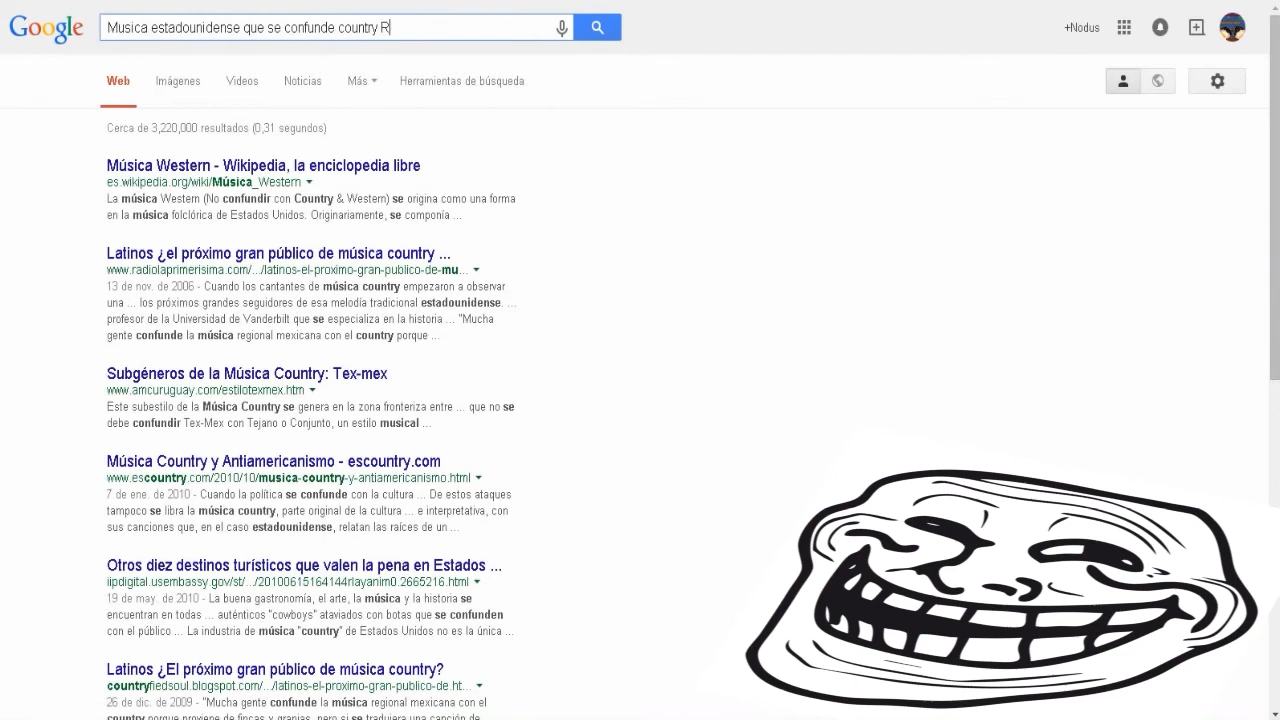 Google
Musica estadounidense que se confunde country R
+Nodus
Web Imágenes Videos Noticias Más Herramientas de búsqueda
Cerca de 3,220,000 resultados (0,31 segundos)
Música Western - Wikipedia, la enciclopedia libre
es.wikipedia.org/wiki/Música_Western
La música Western (No confundir con Country & Western) se origina como una forma
en la música folclórica de Estados Unidos. Originariamente, se componía ...
Latinos ¿el próximo gran público de música country ...
www.radiolaprimerisima.com/.../latinos-el-proximo-gran-publico-de-mu...
13 de nov. de 2006 - Cuando los cantantes de música country empezaron a observar
una ... los próximos grandes seguidores de esa melodía tradicional estadounidense. ...
profesor de la Universidad de Vanderbilt que se especializa en la historia ... "Mucha
gente confunde la música regional mexicana con el country porque ...
Subgéneros de la Música Country: Tex-mex
www.amcuruguay.com/estilotexmex.htm
Este subestilo de la Música Country se genera en la zona fronteriza entre ... que no se
debe confundir Tex-Mex con Tejano o Conjunto, un estilo musical ...
Música Country y Antiamericanismo - escountry.com
www.escountry.com/2010/10/musica-country-y-antiamericanismo.html
7 de ene. de 2010 - Cuando la política se confunde con la cultura ... De estos ataques
tampoco se libra la música country, parte original de la cultura ... e interpretativa, con
sus canciones que, en el caso estadounidense, relatan las raíces de un ...
Otros diez destinos turísticos que valen la pena en Estados ...
iipdigital.usembassy.gov/st/.../20100615164144rlayanim0.2665216.html
19 de may. de 2010 - La buena gastronomía, el arte, la música y la historia se
encuentran en todas ... auténticos "cowboys" ataviados con botas que se confunden
con el público ... La industria de música "country" de Estados Unidos no es la única ...
Latinos ¿El próximo gran público de música country?
countryfiedsoul.blogspot.com/.../latinos-el-proximo-gran-publico-de-ht...
26 de dic. de 2009 - "Mucha gente confunde la música regional mexicana con el
country porque proviene de fincas y granjas, pero si se tradujera una canción de